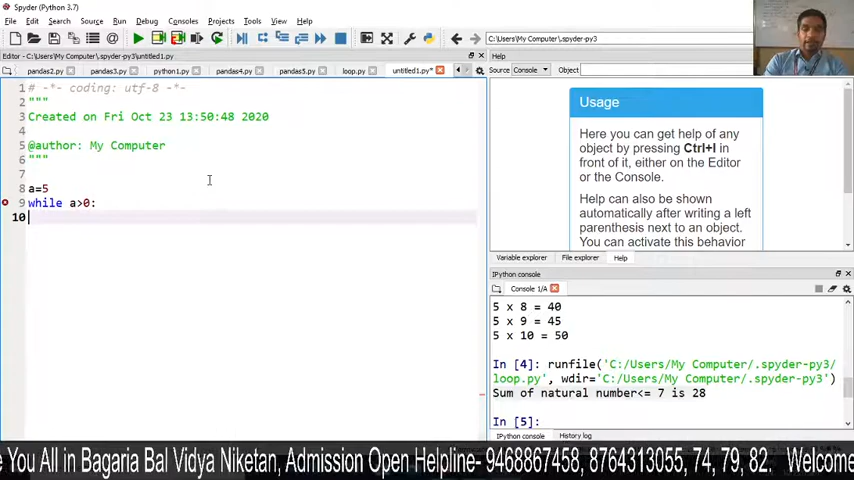 Spyder (Python 3.7)
File Edit Search Source Run Debug Consoles Projects Tools View Help
C:\Users\My Computer\.spyder-py3
Editor - C:\Users\My Computer\.spyder-py3\untitled1.py
Help
pandas2.py pandas3.py python1.py pandas4.py pandas5.py loop.py untitled1.py*
Source Console Object
1 # -*- coding: utf-8 -*-
2 """
3 Created on Fri Oct 23 13:50:48 2020
4
5 @author: My Computer
6 """
7
8 a=5
9 while a>0:
10
Usage
Here you can get help of any
object by pressing Ctrl+I in
front of it, either on the Editor
or the Console.
Help can also be shown
automatically after writing a left
parenthesis next to an object.
You can activate this behavior
Variable explorer File explorer Help
IPython console
Console 1/A
5 x 8 = 40
5 x 9 = 45
5 x 10 = 50
In [4]: runfile('C:/Users/My Computer/.spyder-py3/
loop.py', wdir='C:/Users/My Computer/.spyder-py3')
Sum of natural number<= 7 is 28
In [5]:
IPython console History log
e You All in Bagaria Bal Vidya Niketan, Admission Open Helpline- 9468867458, 8764313055, 74, 79, 82. Welcome